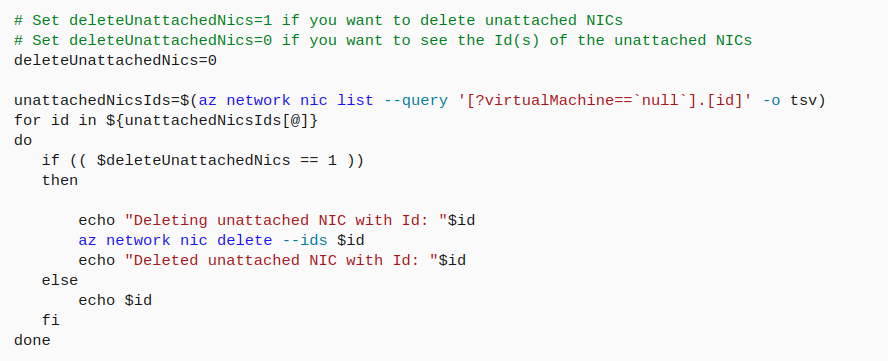 # Set deleteUnattachedNics=1 if you want to delete unattached NICs
# Set deleteUnattachedNics=0 if you want to see the Id(s) of the unattached NICs
deleteUnattachedNics=0

unattachedNicsIds=$(az network nic list --query '[?virtualMachine==`null`].[id]' -o tsv)
for id in ${unattachedNicsIds[@]}
do
   if (( $deleteUnattachedNics == 1 ))
   then

       echo "Deleting unattached NIC with Id: "$id
       az network nic delete --ids $id
       echo "Deleted unattached NIC with Id: "$id
   else
       echo $id
   fi
done